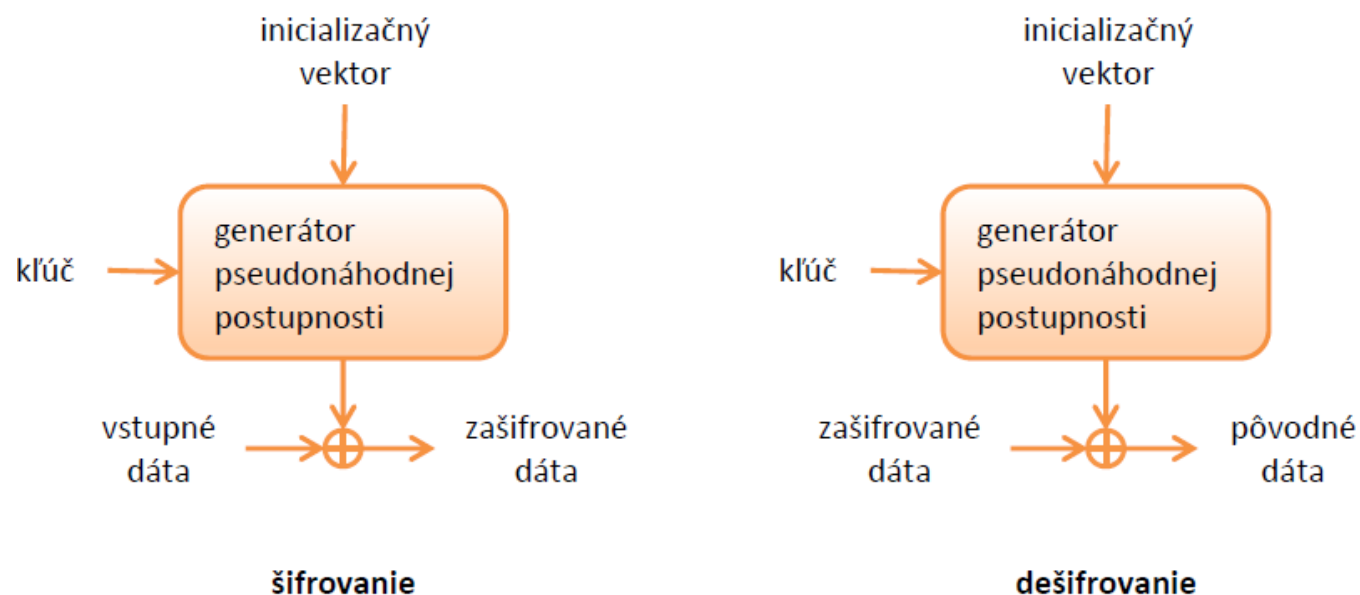 inicializačný
vektor
kľúč
generátor
pseudonáhodnej
postupnosti
vstupné
dáta
zašifrované
dáta
šifrovanie
inicializačný
vektor
kľúč
generátor
pseudonáhodnej
postupnosti
zašifrované
dáta
pôvodné
dáta
dešifrovanie